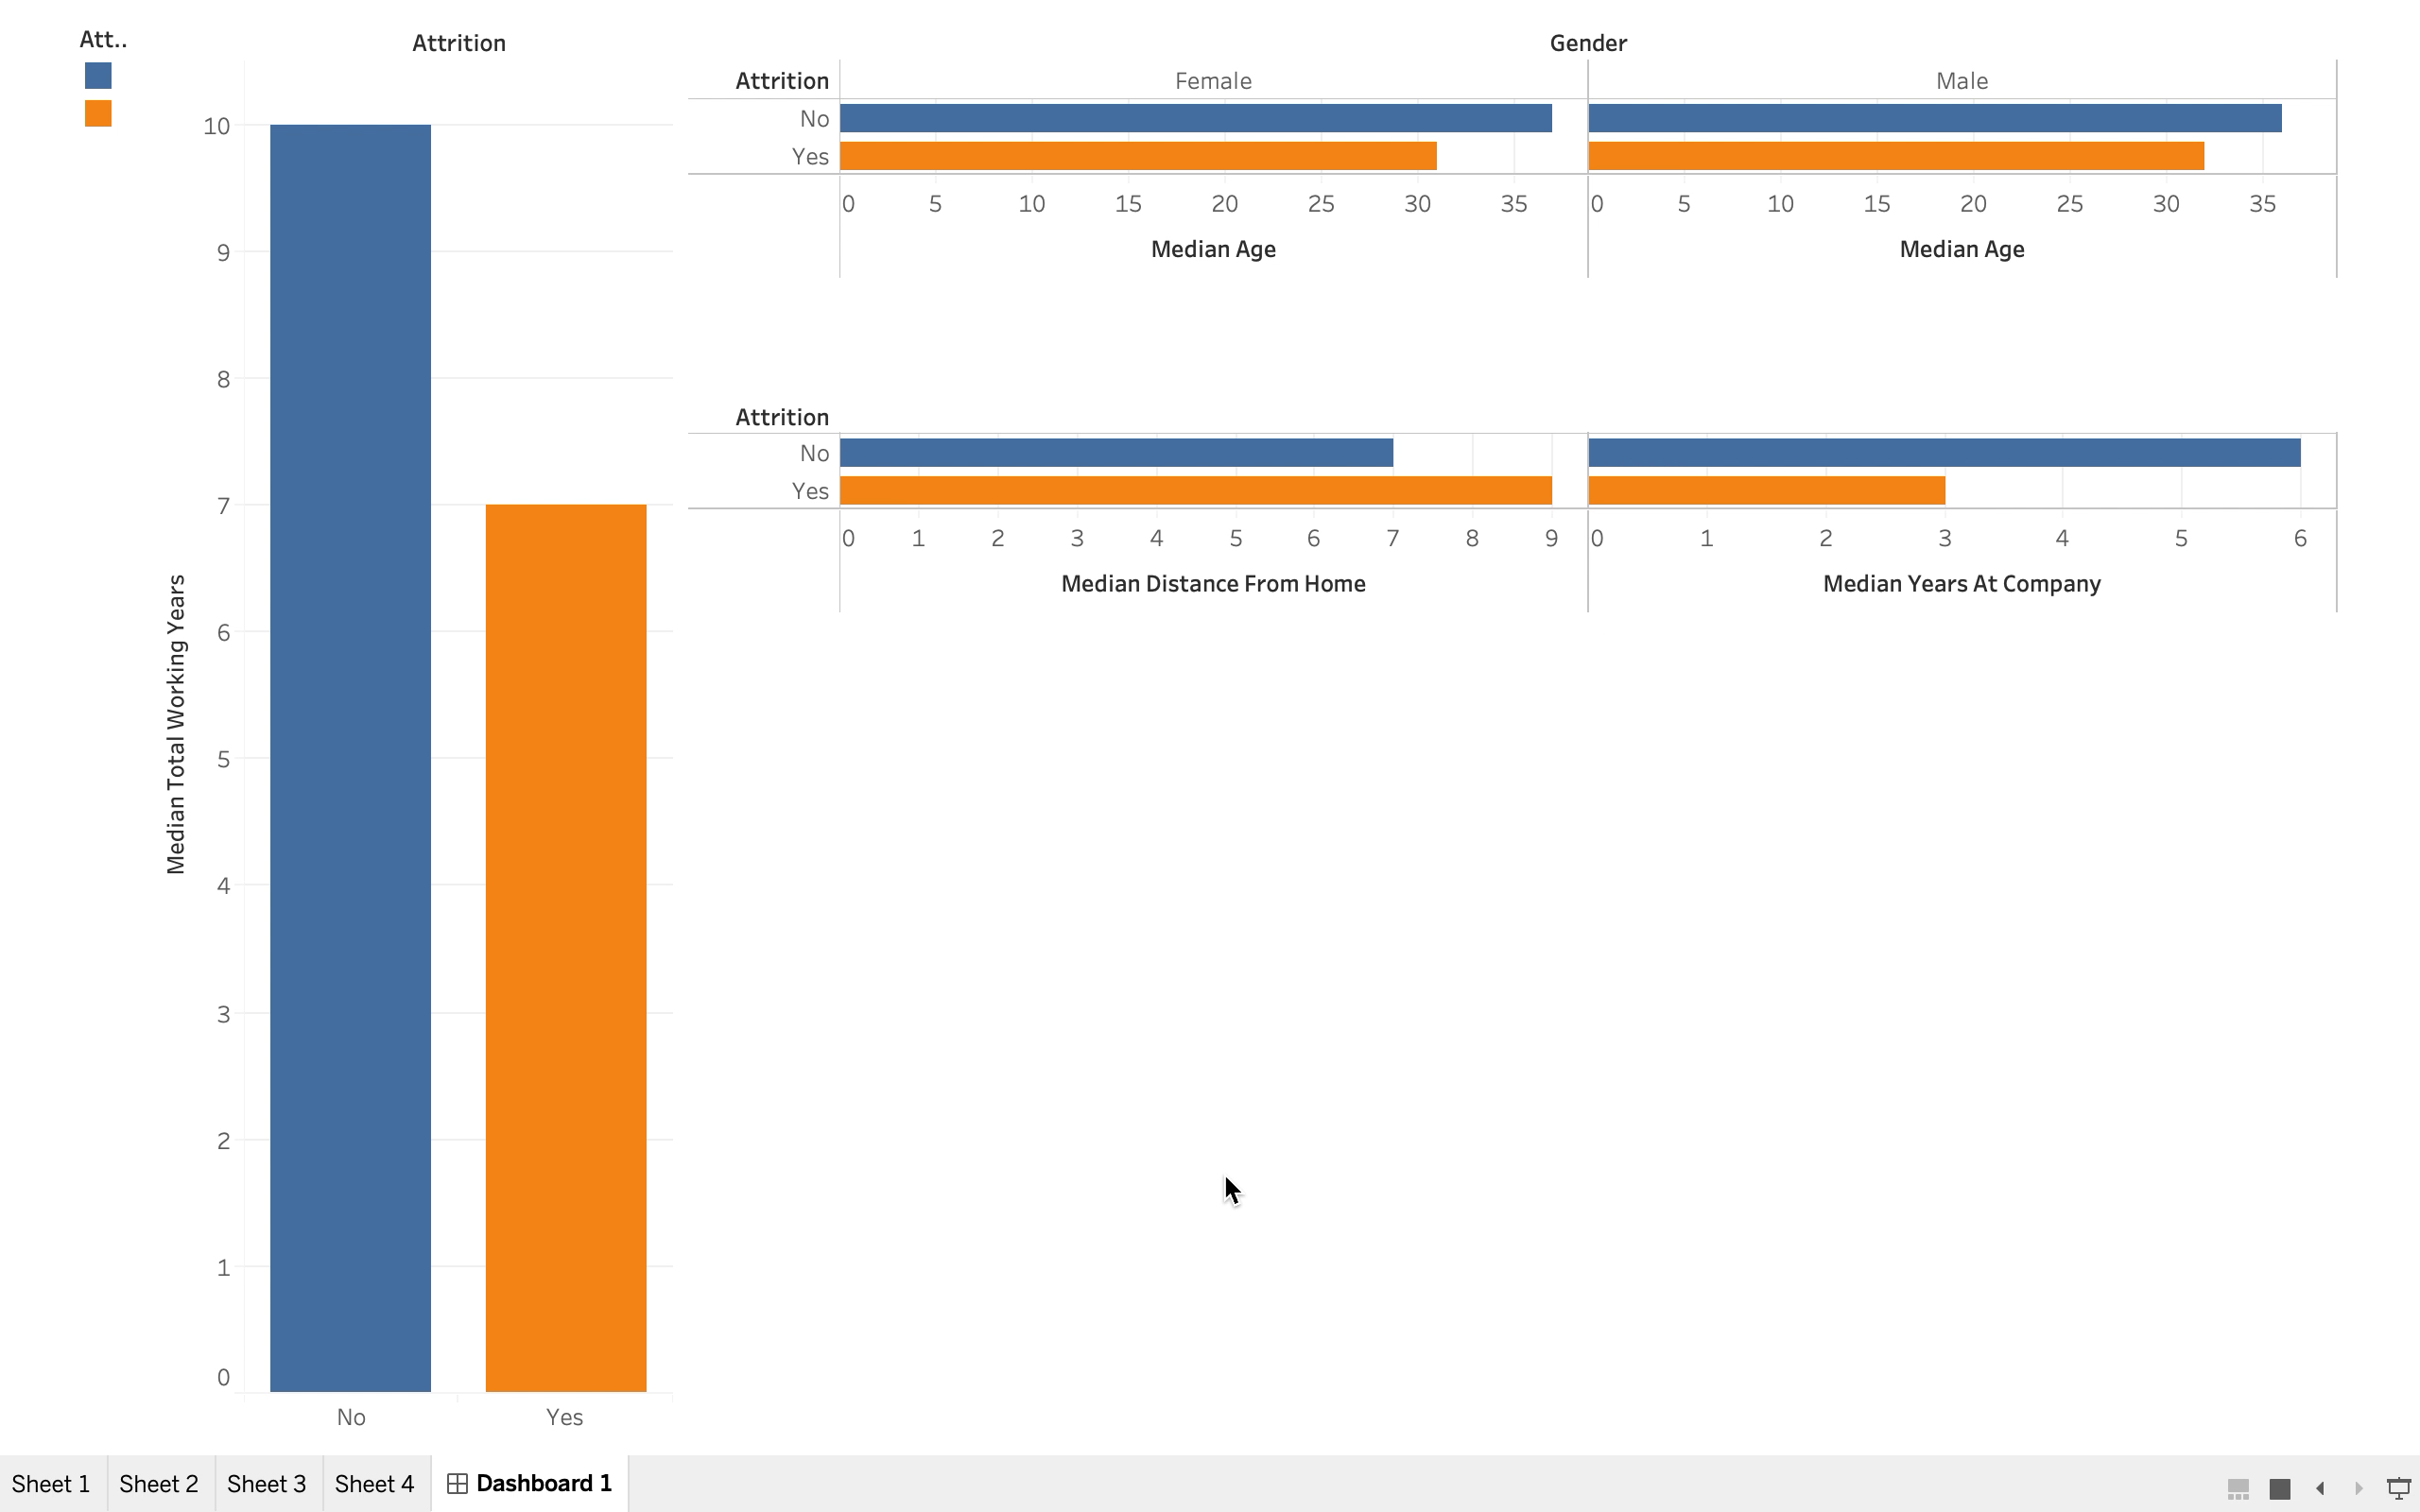 Att..
Attrition
10
9
8
7
6
5
4
3
2
1
0
Median Total Working Years
No Yes
Gender
Attrition Female Male
No
Yes
0 5 10 15 20 25 30 35 0 5 10 15 20 25 30 35
Median Age Median Age
Attrition
No
Yes
0 1 2 3 4 5 6 7 8 9 0 1 2 3 4 5 6
Median Distance From Home Median Years At Company
Sheet 1 Sheet 2 Sheet 3 Sheet 4 Dashboard 1